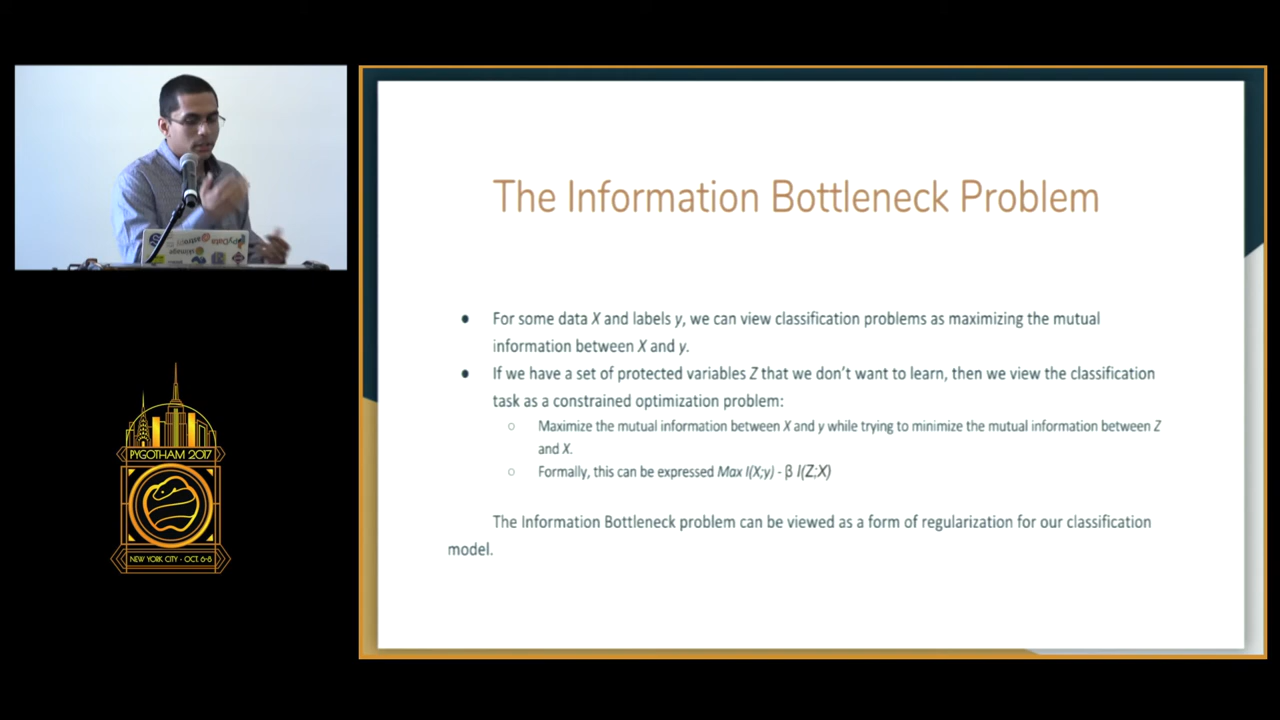 The Information Bottleneck Problem
● For some data X and labels y, we can view classification problems as maximizing the mutual
information between X and y.
● If we have a set of protected variables Z that we don't want to learn, then we view the classification
task as a constrained optimization problem:
○ Maximize the mutual information between X and y while trying to minimize the mutual information between Z
and X.
○ Formally, this can be expressed Max I(X;y) - β I(Z;X)
The Information Bottleneck problem can be viewed as a form of regularization for our classification
model.
PYGOTHAM 2017
NEW YORK CITY - OCT. 6-8